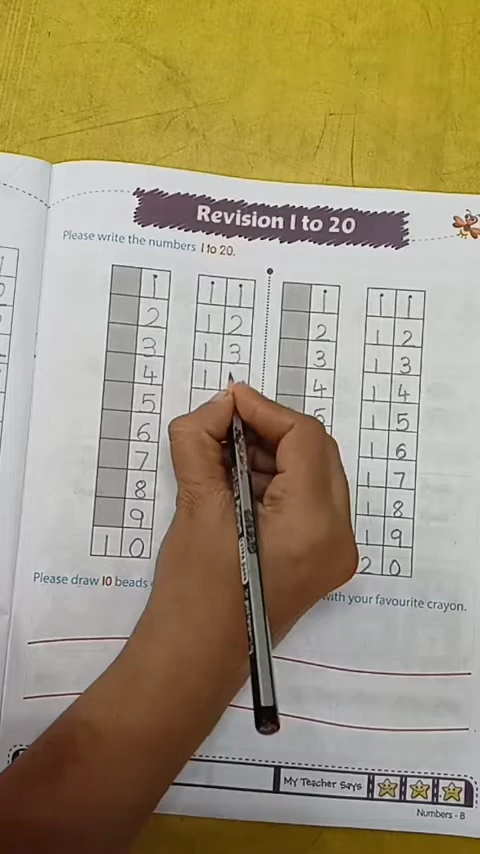 Revision 1 to 20
Please write the numbers 1 to 20.
1 11 1 11
2 12 2 12
3 13 3 13
4 1 4 14
5 5 15
6 16
7 17
8 18
9 19
10 20
Please draw 10 beads
with your favourite crayon.
My Teacher Says
Numbers - 8